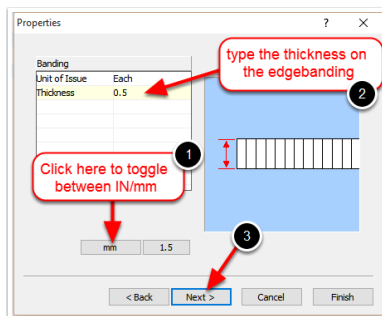 Properties
? X
Banding
Unit of Issue Each
Thickness 0.5
type the thickness on
the edgebanding
2
1
Click here to toggle
between IN/mm
mm 1.5
3
< Back Next > Cancel Finish